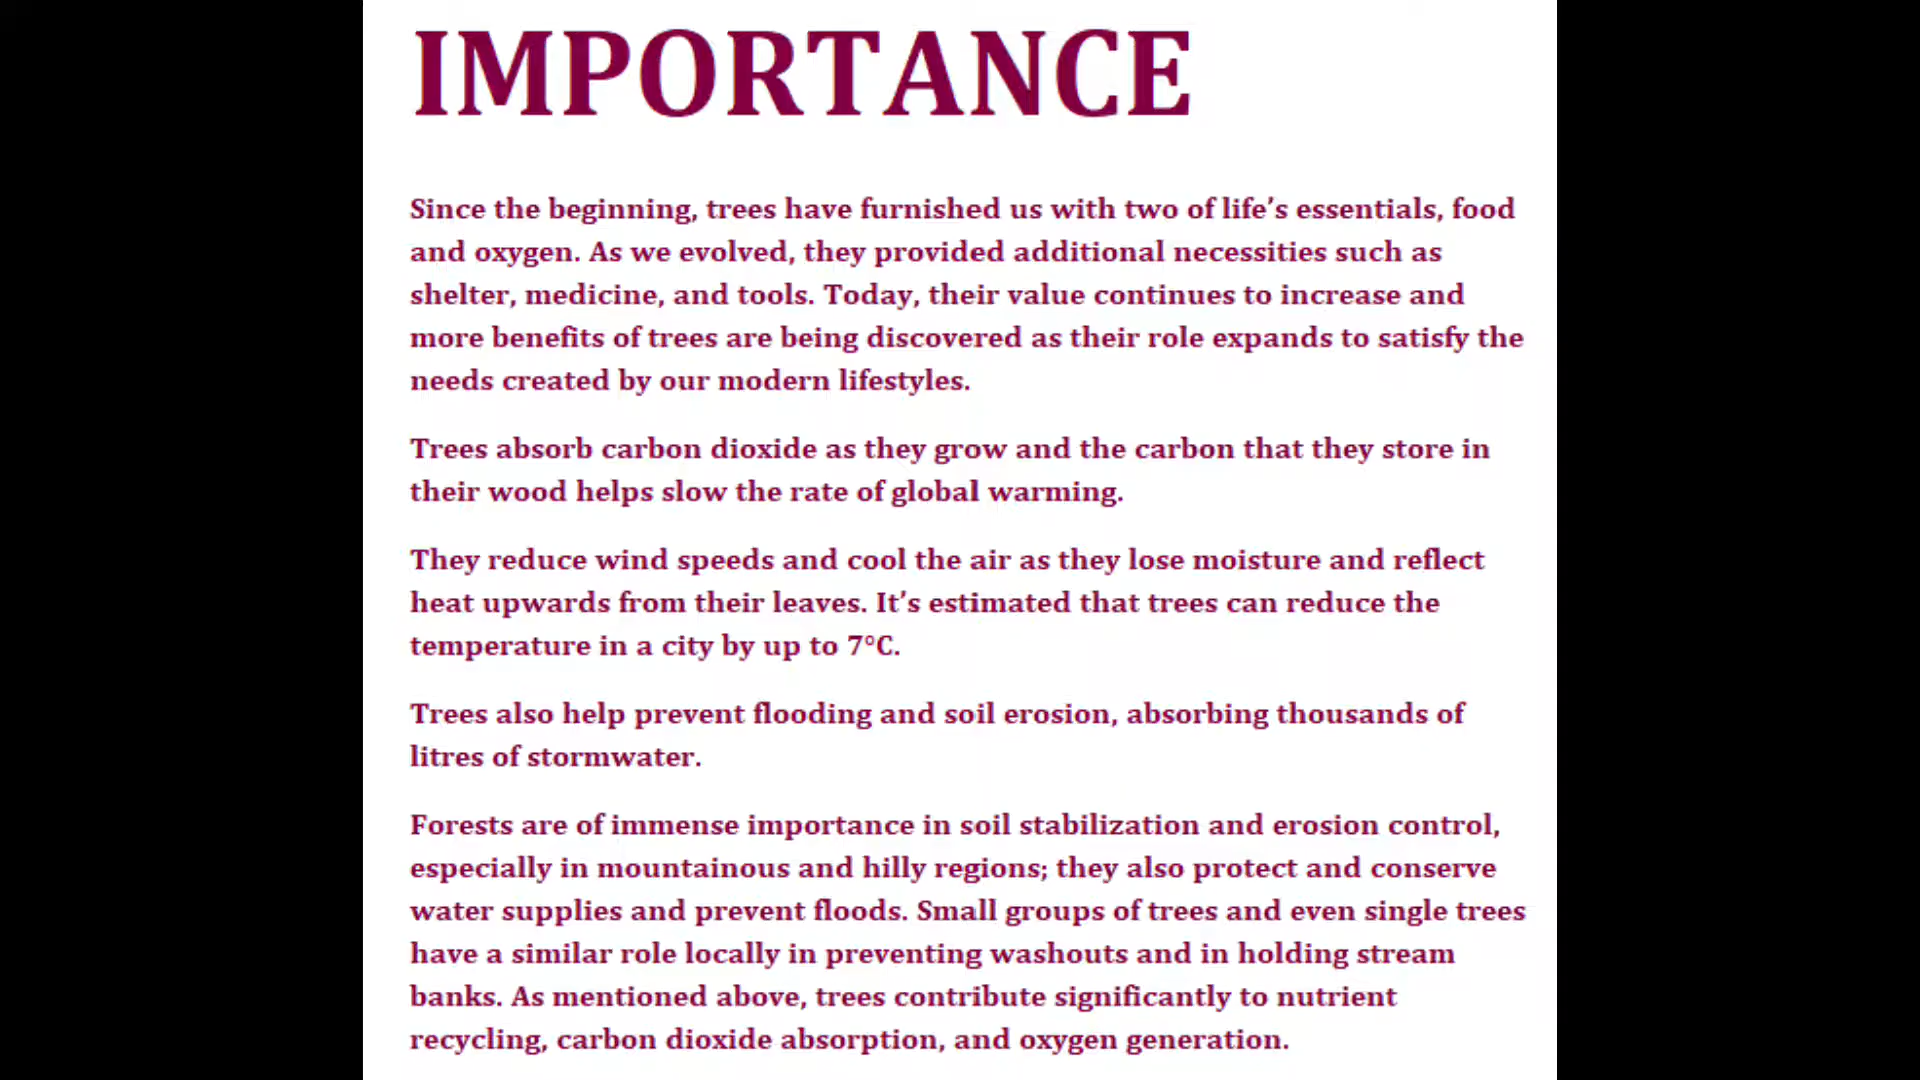 IMPORTANCE
Since the beginning, trees have furnished us with two of life’s essentials, food
and oxygen. As we evolved, they provided additional necessities such as
shelter, medicine, and tools. Today, their value continues to increase and
more benefits of trees are being discovered as their role expands to satisfy the
needs created by our modern lifestyles.
Trees absorb carbon dioxide as they grow and the carbon that they store in
their wood helps slow the rate of global warming.
They reduce wind speeds and cool the air as they lose moisture and reflect
heat upwards from their leaves. It’s estimated that trees can reduce the
temperature in a city by up to 7°C.
Trees also help prevent flooding and soil erosion, absorbing thousands of
litres of stormwater.
Forests are of immense importance in soil stabilization and erosion control,
especially in mountainous and hilly regions; they also protect and conserve
water supplies and prevent floods. Small groups of trees and even single trees
have a similar role locally in preventing washouts and in holding stream
banks. As mentioned above, trees contribute significantly to nutrient
recycling, carbon dioxide absorption, and oxygen generation.